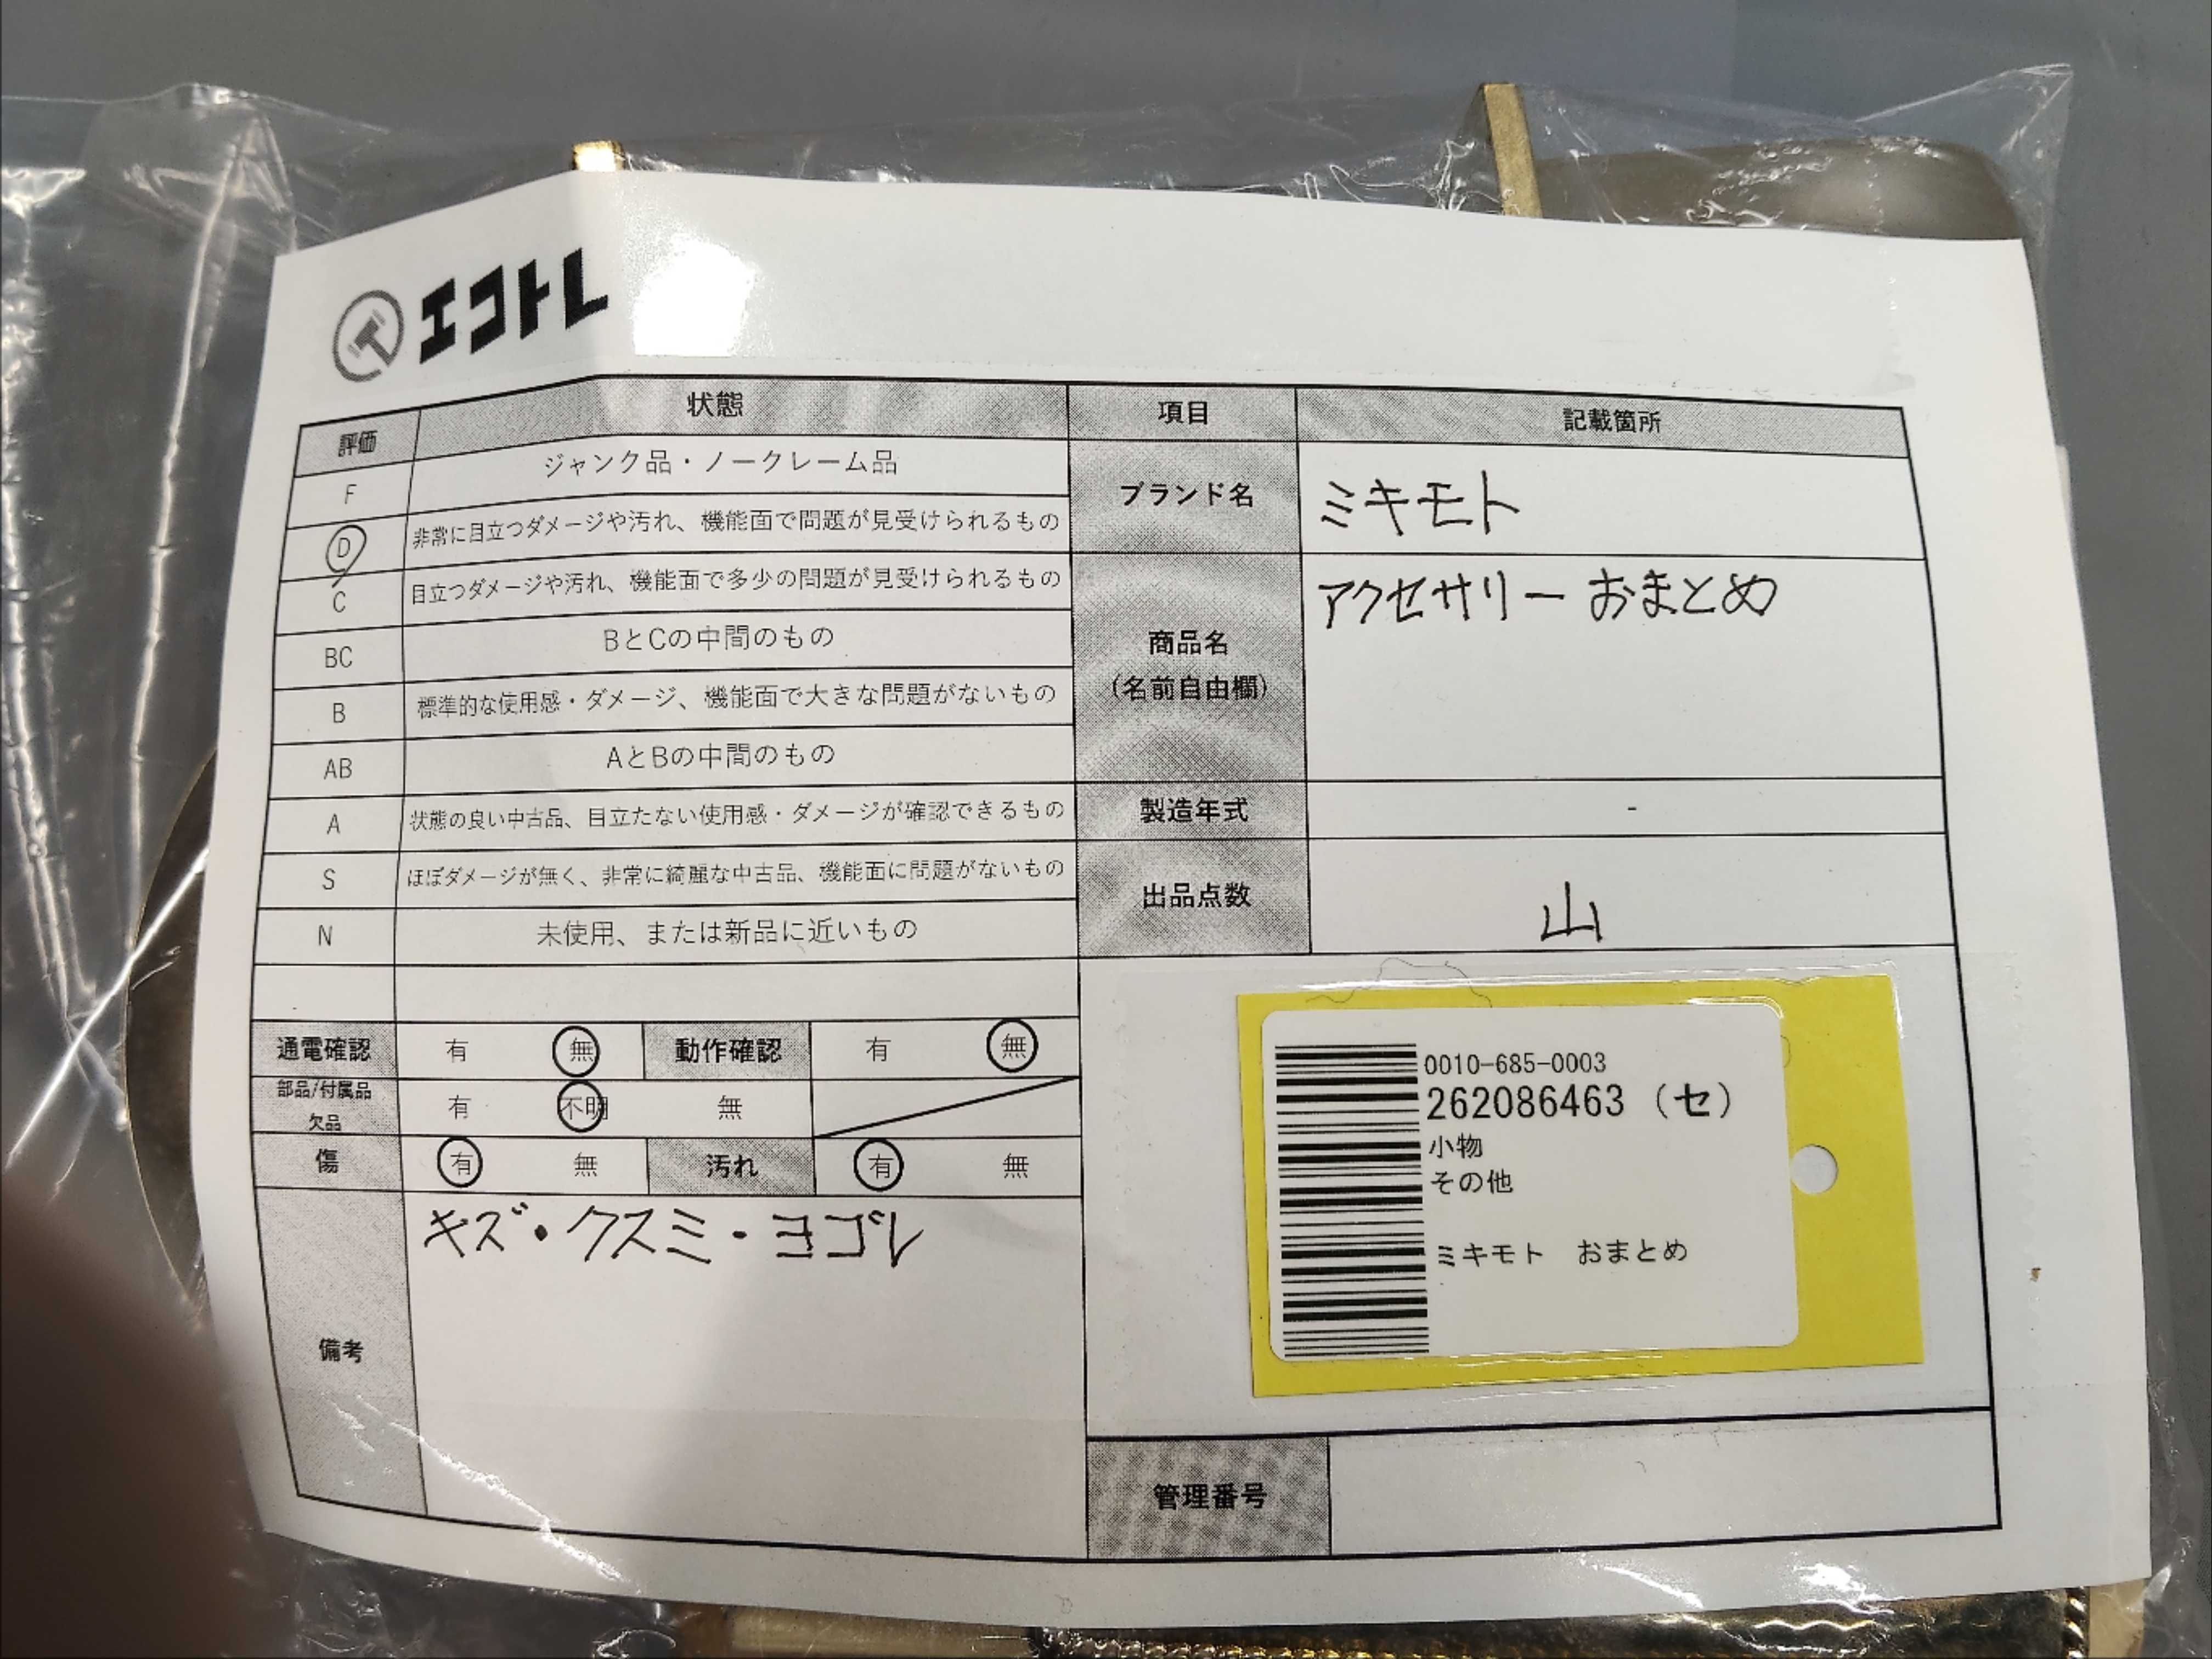 エコトレ
評価 状態
F ジャンク品・ノークレーム品
D 非常に目立つダメージや汚れ、機能面で問題が見受けられるもの
C 目立つダメージや汚れ、機能面で多少の問題が見受けられるもの
BC BとCの中間のもの
B 標準的な使用感・ダメージ、機能面で大きな問題がないもの
AB AとBの中間のもの
A 状態の良い中古品、目立たない使用感・ダメージが確認できるもの
S ほぼダメージが無く、非常に綺麗な中古品、機能面に問題がないもの
N 未使用、または新品に近いもの
通電確認 有 無 動作確認 有 無
部品/付属品
欠品 有 不明 無
傷 有 無 汚れ 有 無
備考 キズ・クスミ・ヨゴレ
項目 記載箇所
ブランド名 ミキモト
商品名
(名前自由欄) アクセサリー おまとめ
製造年式 -
出品点数 山
0010-685-0003
262086463 (セ)
小物
その他
ミキモト おまとめ
管理番号